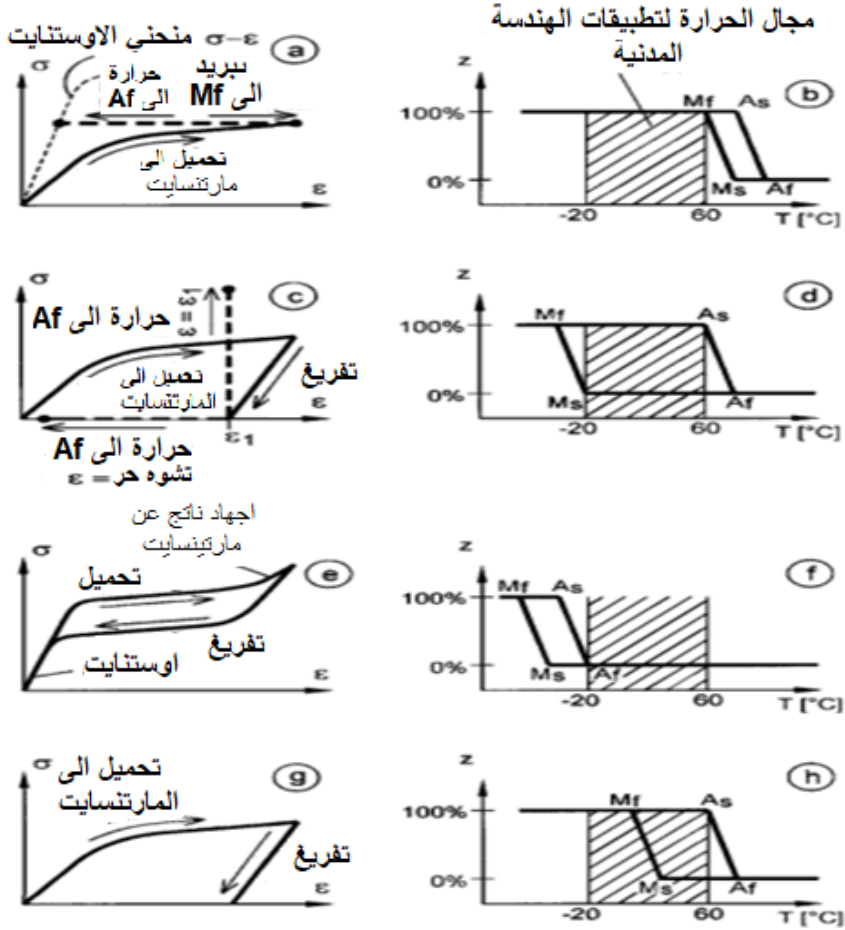 مجال الحرارة لتطبيقات الهندسة
المدنية
منحني الاوستنايت σ-ε
a
σ
حرارة
الى Af
تبريد
الى Mf
تحميل الى
مارتنسايت
ε
z
b
Mf
As
100%
0%
Ms
Af
-20
60
T [°C]
σ
c
حرارة الى Af
ε = ε1
تحميل الى
المارتنسايت
تفريغ
ε
ε1
حرارة الى Af
تشوه حر = ε
z
d
Mf
As
100%
0%
Ms
Af
-20
60
T [°C]
اجهاد ناتج عن
مارتينسايت
σ
e
تحميل
تفريغ
اوستنايت
ε
z
f
Mf
As
100%
0%
Ms
Af
-20
60
T [°C]
σ
g
تحميل الى
المارتنسايت
تفريغ
ε
z
h
Mf
As
100%
0%
Ms
Af
-20
60
T [°C]